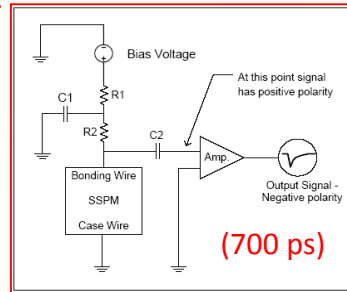 Bias Voltage
R1
C1
R2
C2
At this point signal
has positive polarity
Amp.
Bonding Wire
SSPM
Case Wire
Output Signal -
Negative polarity
(700 ps)